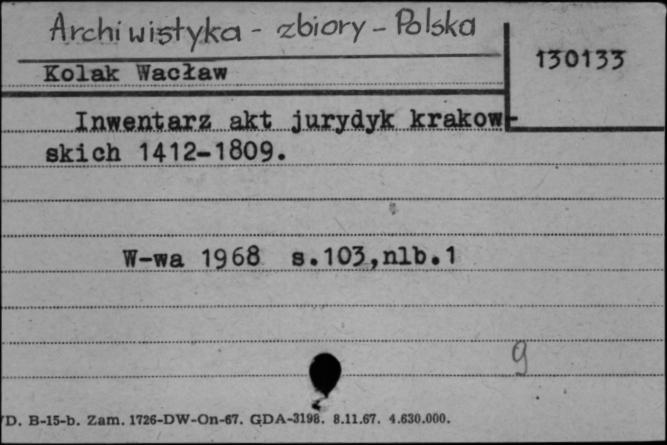 Archiwistyka - zbiory - Polska
130133
Kolak Wacław
Inwentarz akt jurydyk krakow-
skich 1412-1809.
W-wa 1968 s.103,nlb.1
9
D. B-15-b. Zam. 1726-DW-On-67. GDA-3198. 8.11.67. 4.630.000.